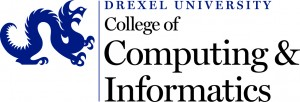 DREXEL UNIVERSITY
College of
Computing &
Informatics